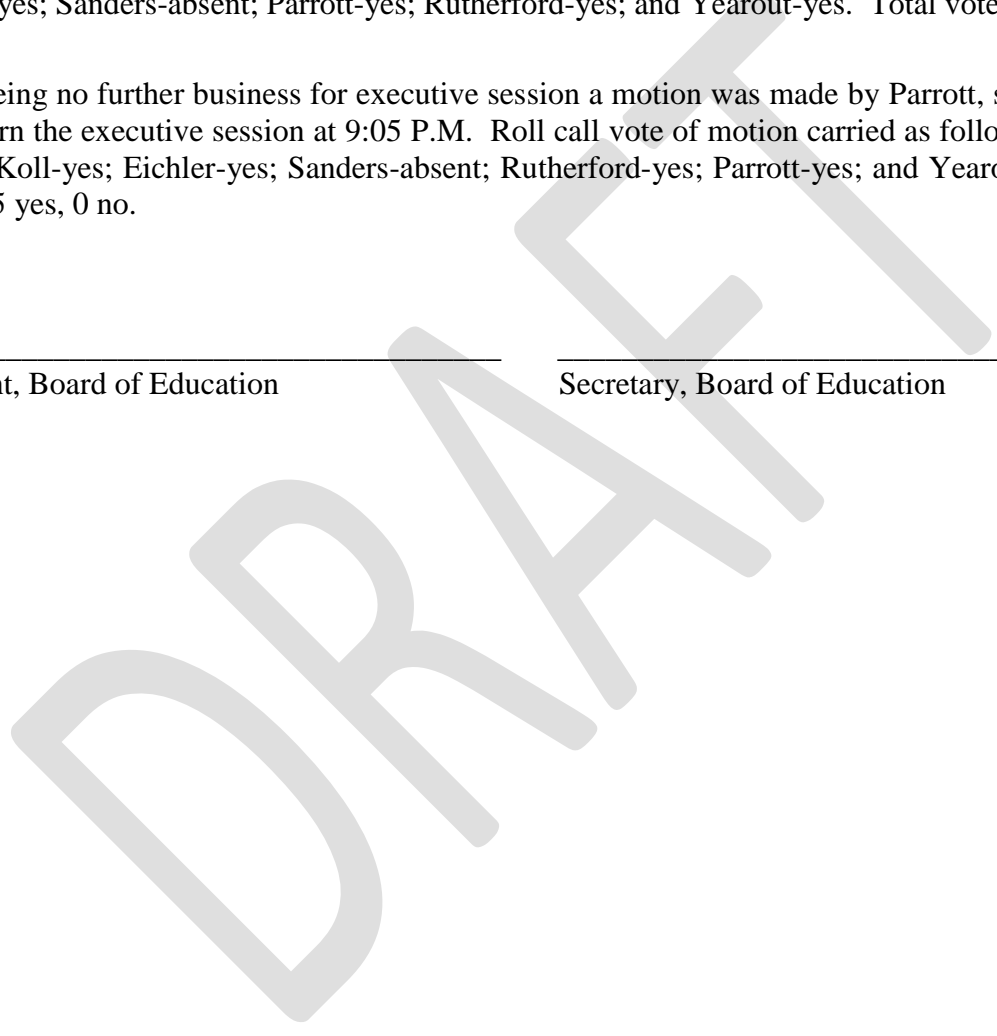 yes; Sanders-absent; Parrott-yes; Rutherford-yes; and Yearout-yes. Total vote
eing no further business for executive session a motion was made by Parrott, s
rn the executive session at 9:05 P.M. Roll call vote of motion carried as follo
Koll-yes; Eichler-yes; Sanders-absent; Rutherford-yes; Parrott-yes; and Yearo
5 yes, 0 no.
nt, Board of Education Secretary, Board of Education
DRAFT